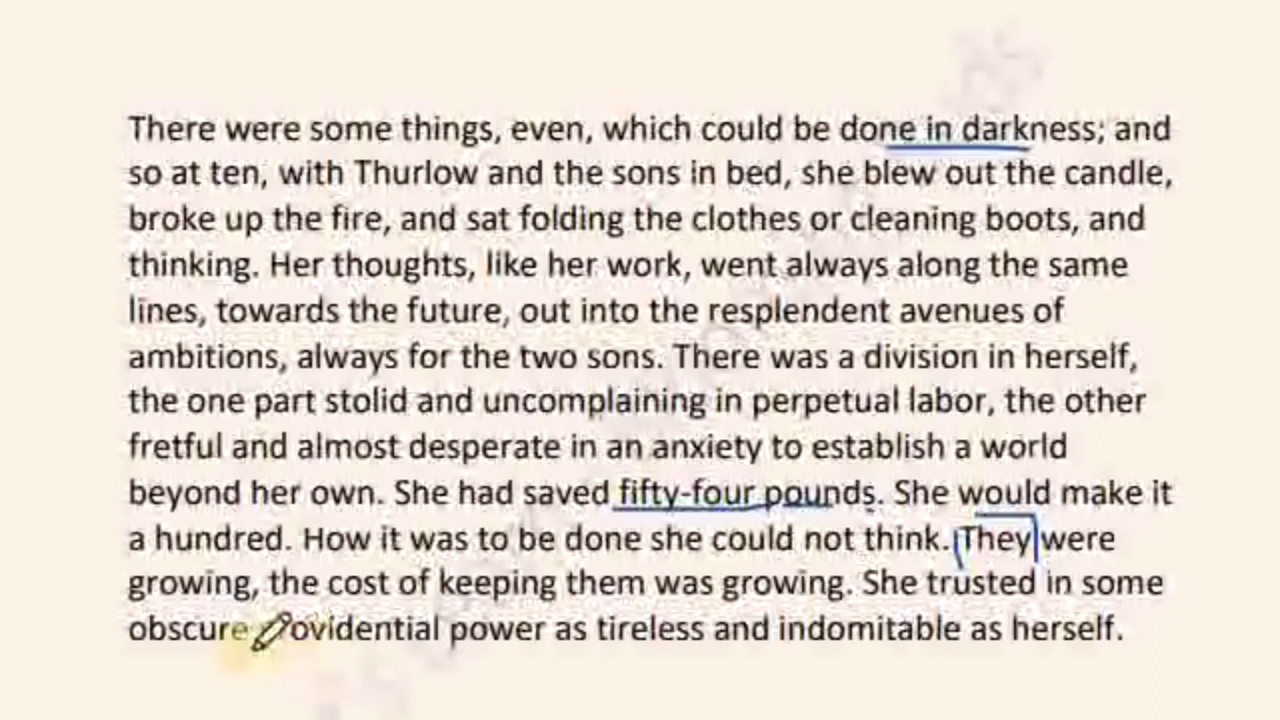 There were some things, even, which could be done in darkness; and
so at ten, with Thurlow and the sons in bed, she blew out the candle,
broke up the fire, and sat folding the clothes or cleaning boots, and
thinking. Her thoughts, like her work, went always along the same
lines, towards the future, out into the resplendent avenues of
ambitions, always for the two sons. There was a division in herself,
the one part stolid and uncomplaining in perpetual labor, the other
fretful and almost desperate in an anxiety to establish a world
beyond her own. She had saved fifty-four pounds. She would make it
a hundred. How it was to be done she could not think. They were
growing, the cost of keeping them was growing. She trusted in some
obscure ovidential power as tireless and indomitable as herself.